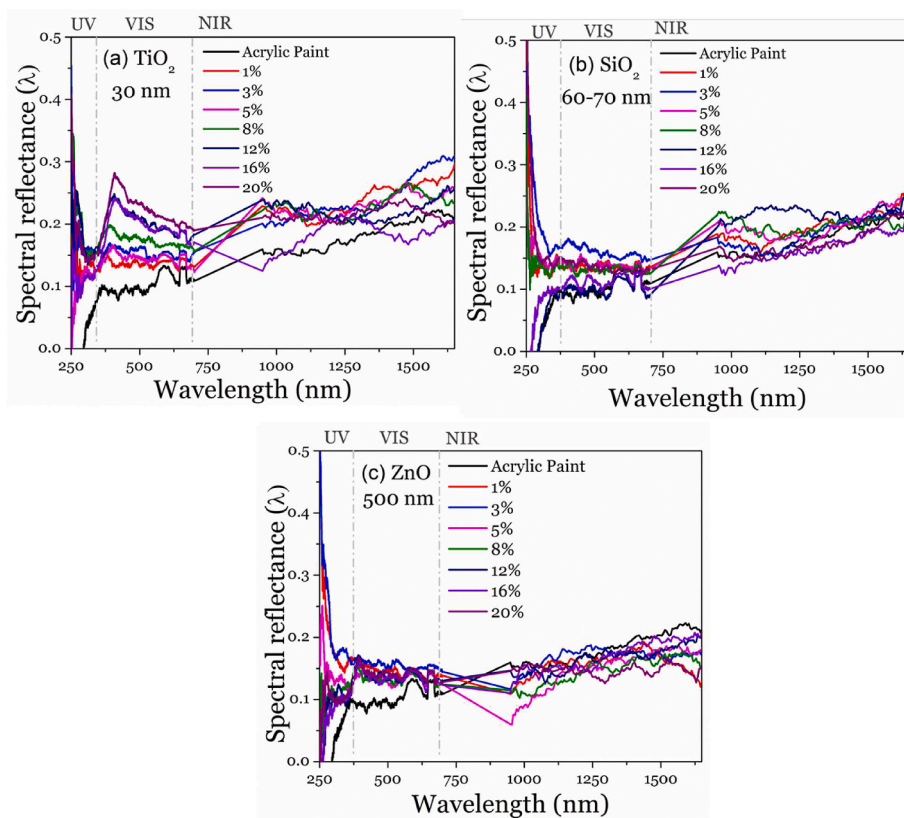 UV VIS NIR
(a) TiO₂
30 nm
Acrylic Paint
1%
3%
5%
8%
12%
16%
20%
0.5
0.4
0.3
0.2
0.1
0.0
Spectral reflectance (λ)
250 500 750 1000 1250 1500
Wavelength (nm)
UV VIS NIR
(b) SiO₂
60-70 nm
Acrylic Paint
1%
3%
5%
8%
12%
16%
20%
0.5
0.4
0.3
0.2
0.1
0.0
Spectral reflectance (λ)
250 500 750 1000 1250 1500
Wavelength (nm)
UV VIS NIR
(c) ZnO
500 nm
Acrylic Paint
1%
3%
5%
8%
12%
16%
20%
0.5
0.4
0.3
0.2
0.1
0.0
Spectral reflectance (λ)
250 500 750 1000 1250 1500
Wavelength (nm)